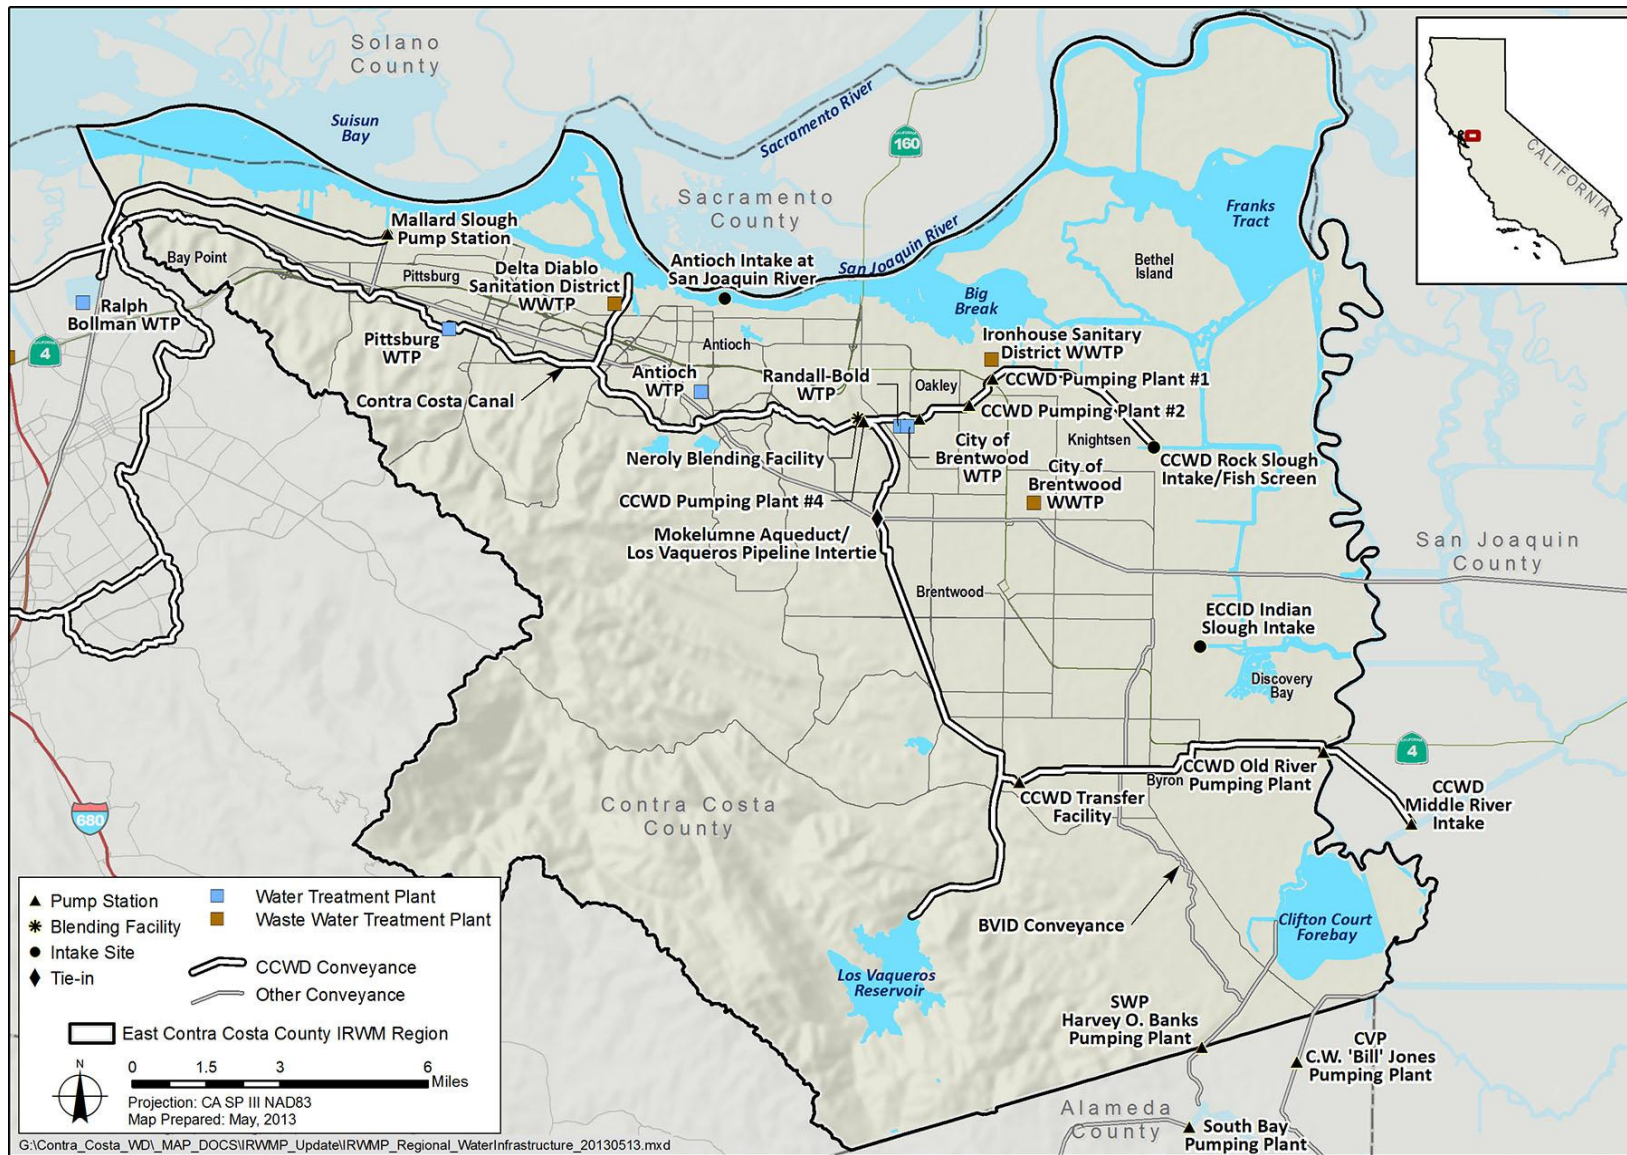 Solano
County
Suisun
Bay
Sacramento River
160
Sacramento
County
CALIFORNIA
Franks
Tract
Mallard Slough
Pump Station
Bay Point
Pittsburg
Delta Diablo
Sanitation District
WWTP
Antioch Intake at
San Joaquin River
San Joaquin River
Bethel
Island
Big
Break
Ralph
Bollman WTP
4
Pittsburg
WTP
Contra Costa Canal
Antioch
Antioch
WTP
Randall-Bold
WTP
Oakley
Ironhouse Sanitary
District WWTP
CCWD Pumping Plant #1
CCWD Pumping Plant #2
Knightsen
Neroly Blending Facility
City of
Brentwood
WTP
City of
Brentwood
WWTP
CCWD Rock Slough
Intake/Fish Screen
CCWD Pumping Plant #4
Mokelumne Aqueduct/
Los Vaqueros Pipeline Intertie
San Joaquin
County
Brentwood
ECCID Indian
Slough Intake
Discovery
Bay
CALIFORNIA
4
CCWD Old River
Pumping Plant
Byron
CCWD
Middle River
Intake
CCWD Transfer
Facility
Contra Costa
County
680
BVID Conveyance
Clifton Court
Forebay
Los Vaqueros
Reservoir
SWP
Harvey O. Banks
Pumping Plant
CVP
C.W. 'Bill' Jones
Pumping Plant
Alameda
County
South Bay
Pumping Plant
Pump Station
Blending Facility
Intake Site
Tie-in
Water Treatment Plant
Waste Water Treatment Plant
CCWD Conveyance
Other Conveyance
East Contra Costa County IRWM Region
N
0 1.5 3 6
Miles
Projection: CA SP III NAD83
Map Prepared: May, 2013
G:\Contra_Costa_WD\_MAP_DOCS\IRWMP_Update\IRWMP_Regional_WaterInfrastructure_20130513.mxd